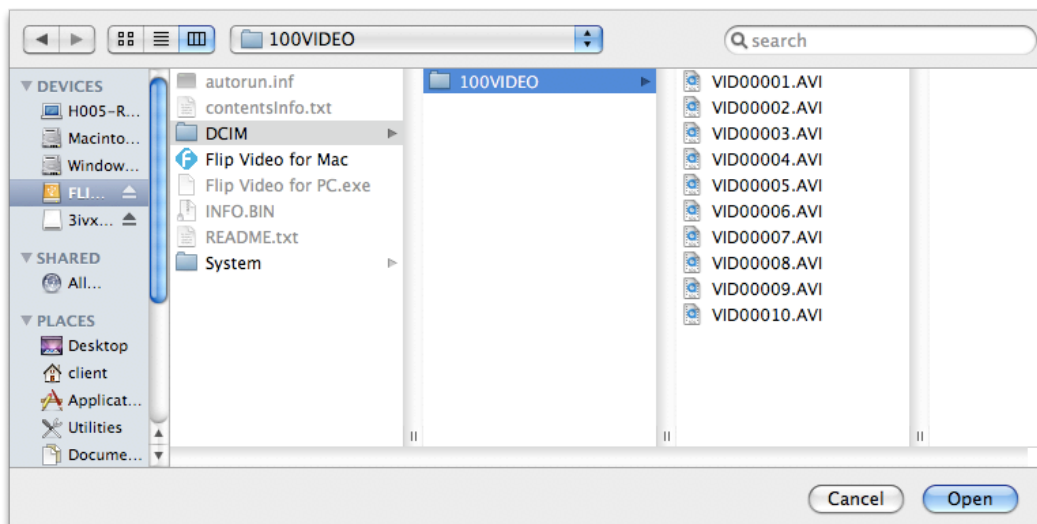 100VIDEO
search
DEVICES
H005-R...
Macinto...
Window...
FLI...
3ivx...
SHARED
All...
PLACES
Desktop
client
Applicat...
Utilities
Docume...
autorun.inf
contentsInfo.txt
DCIM
Flip Video for Mac
Flip Video for PC.exe
INFO.BIN
README.txt
System
100VIDEO
VID00001.AVI
VID00002.AVI
VID00003.AVI
VID00004.AVI
VID00005.AVI
VID00006.AVI
VID00007.AVI
VID00008.AVI
VID00009.AVI
VID00010.AVI
Cancel
Open